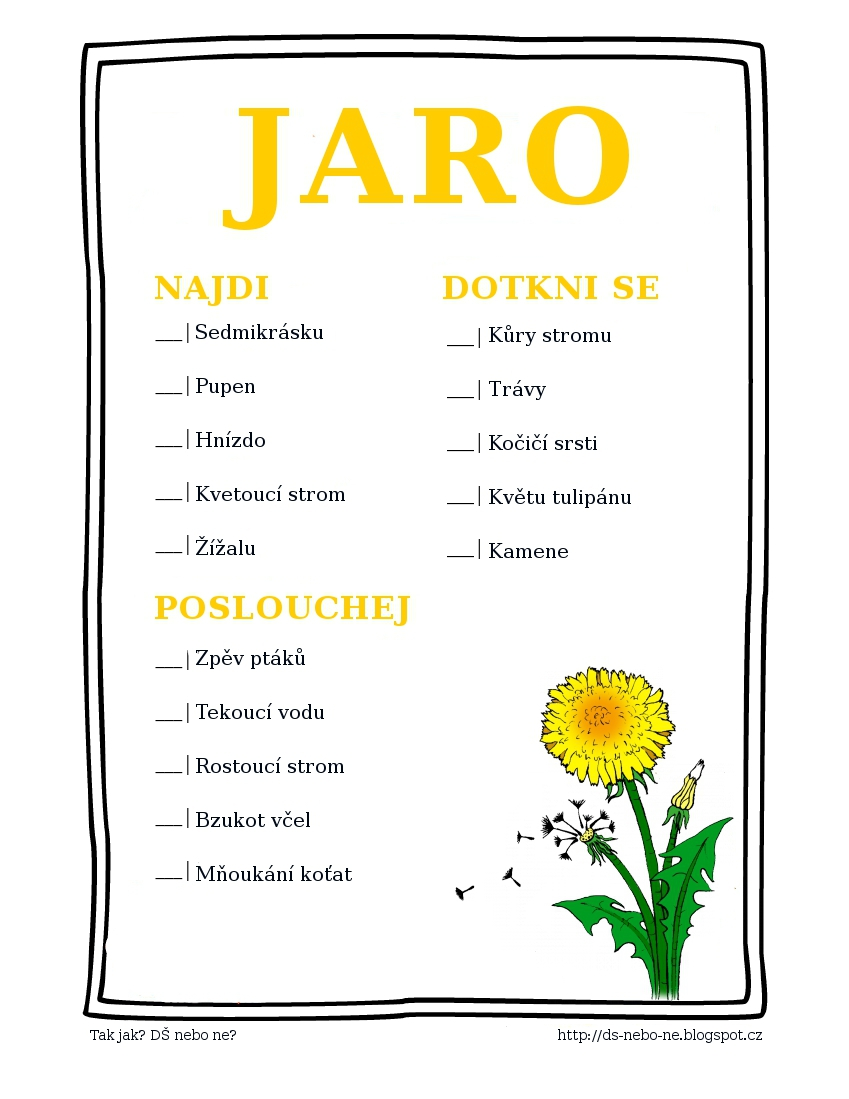 JARO
NAJDI
___| Sedmikrásku
___| Pupen
___| Hnízdo
___| Kvetoucí strom
___| Žížalu
DOTKNI SE
___| Kůry stromu
___| Trávy
___| Kočičí srsti
___| Květu tulipánu
___| Kamene
POSLOUCHEJ
___| Zpěv ptáků
___| Tekoucí vodu
___| Rostoucí strom
___| Bzukot včel
___| Mňoukání koťat
Tak jak? DŠ nebo ne?
http://ds-nebo-ne.blogspot.cz